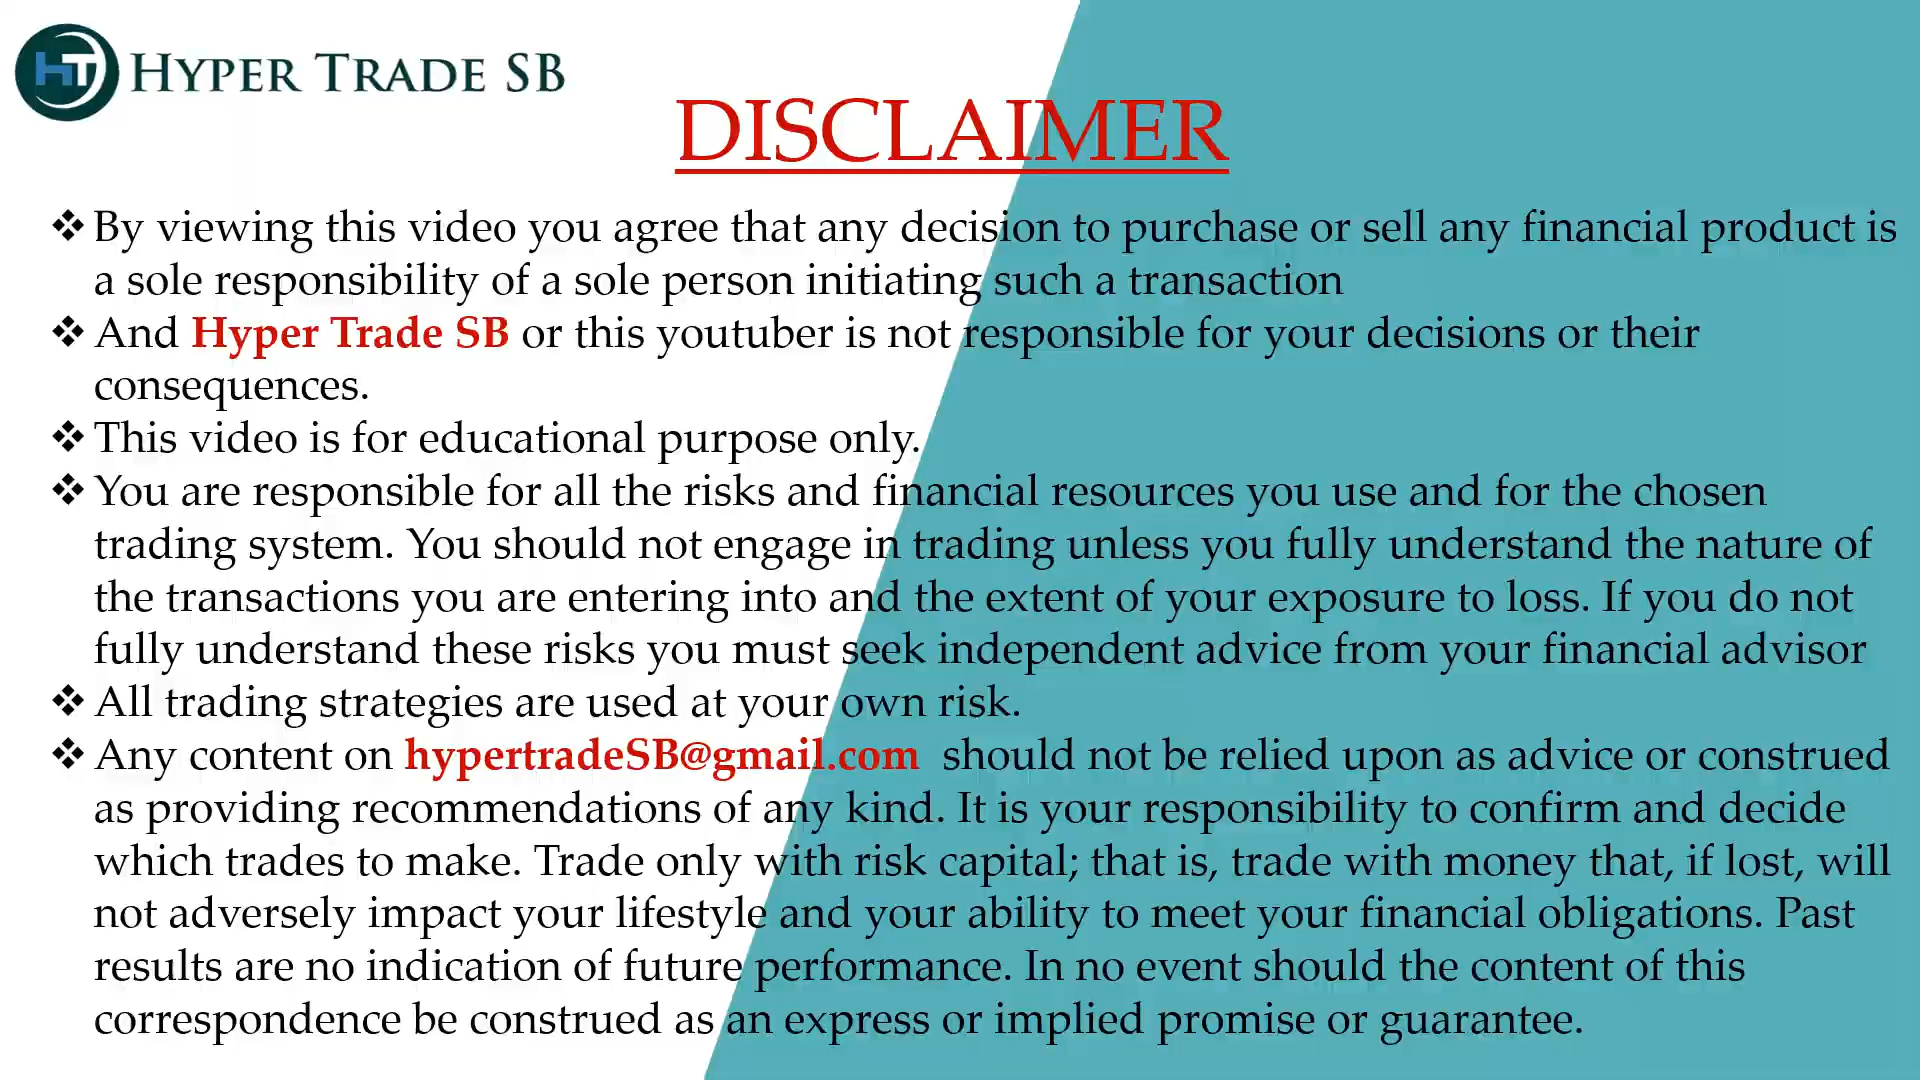 HT HYPER TRADE SB
DISCLAIMER
❖ By viewing this video you agree that any decision to purchase or sell any financial product is
a sole responsibility of a sole person initiating such a transaction
❖ And Hyper Trade SB or this youtuber is not responsible for your decisions or their
consequences.
❖ This video is for educational purpose only.
❖ You are responsible for all the risks and financial resources you use and for the chosen
trading system. You should not engage in trading unless you fully understand the nature of
the transactions you are entering into and the extent of your exposure to loss. If you do not
fully understand these risks you must seek independent advice from your financial advisor
❖ All trading strategies are used at your own risk.
❖ Any content on hypertradeSB@gmail.com should not be relied upon as advice or construed
as providing recommendations of any kind. It is your responsibility to confirm and decide
which trades to make. Trade only with risk capital; that is, trade with money that, if lost, will
not adversely impact your lifestyle and your ability to meet your financial obligations. Past
results are no indication of future performance. In no event should the content of this
correspondence be construed as an express or implied promise or guarantee.